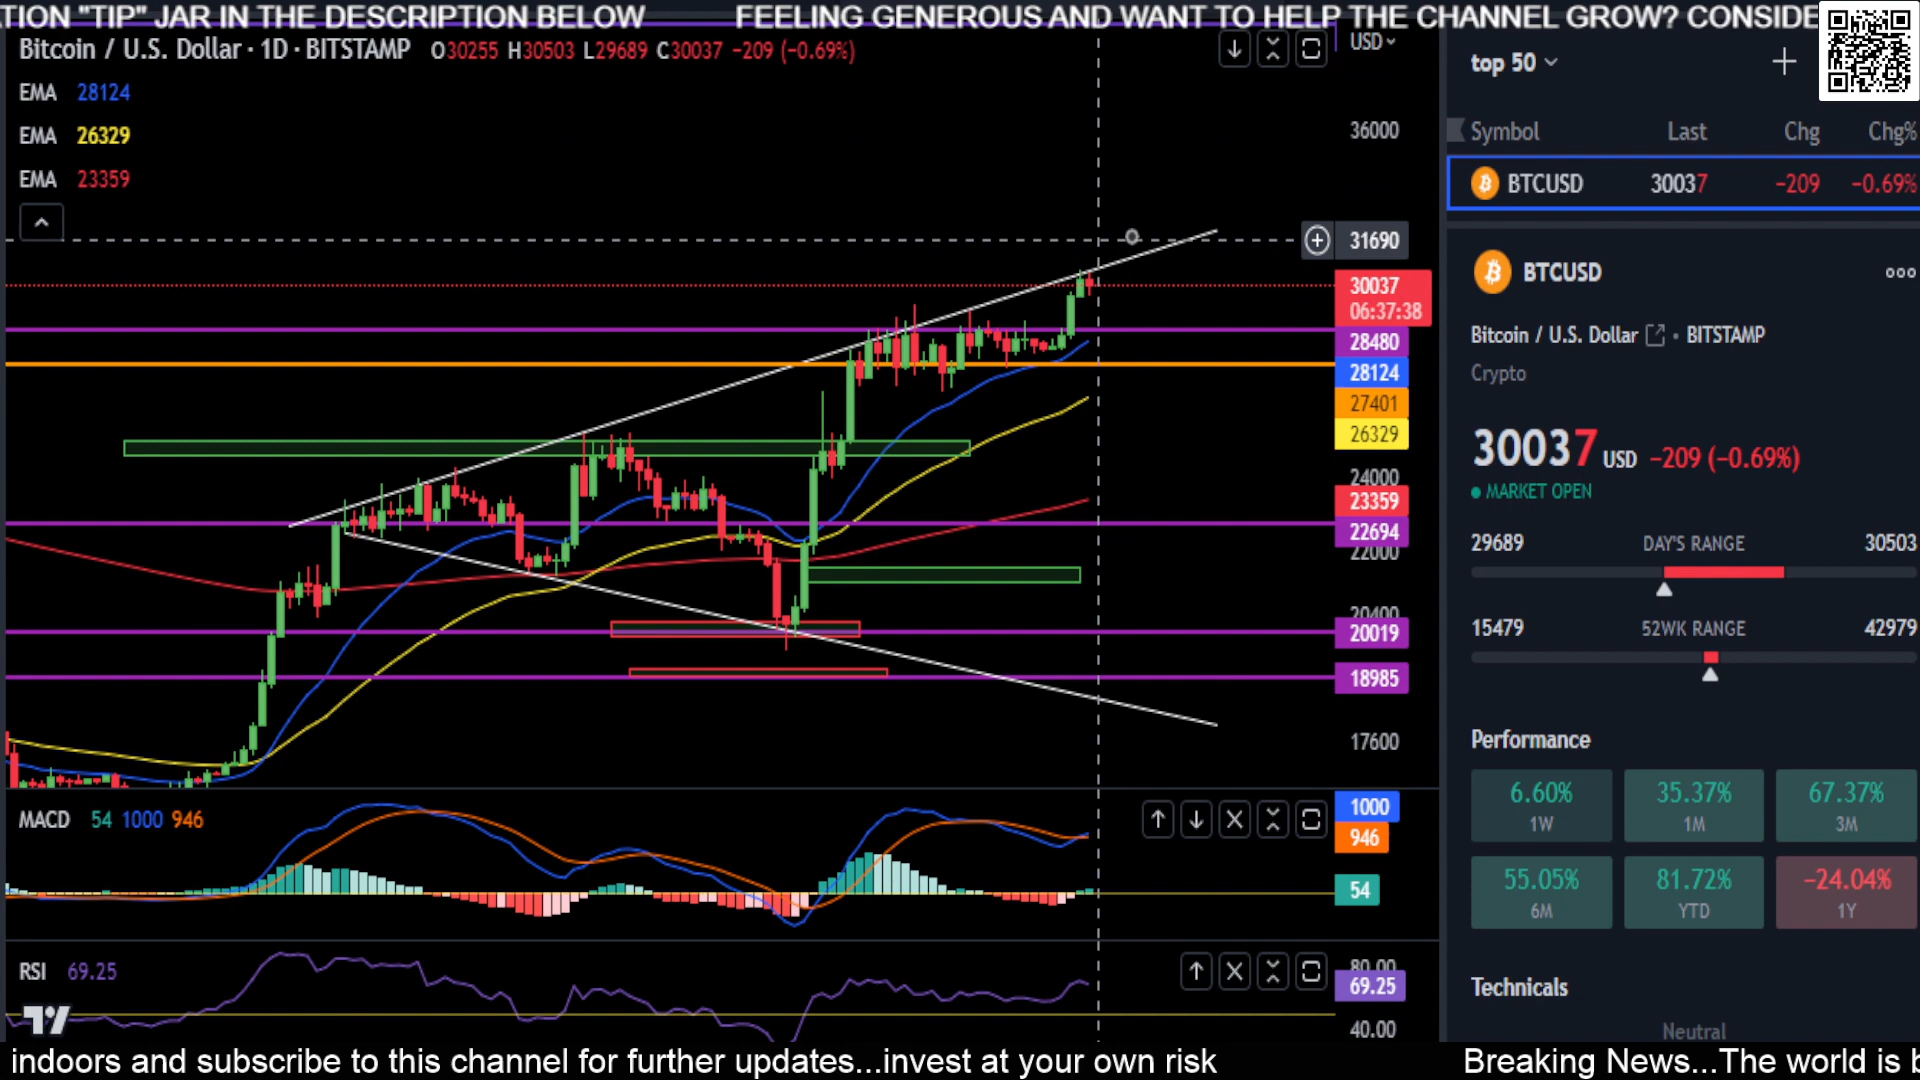 TION "TIP" JAR IN THE DESCRIPTION BELOW FEELING GENEROUS AND WANT TO HELP THE CHANNEL GROW? CONSIDE
Bitcoin / U.S. Dollar · 1D · BITSTAMP O30255 H30503 L29689 C30037 −209 (−0.69%)
USD
EMA 28124
EMA 26329
EMA 23359
36000
31690
30037
06:37:38
28480
28124
27401
26329
24000
23359
22694
22000
20400
20019
18985
17600
MACD 54 1000 946
1000
946
54
RSI 69.25
80.00
69.25
40.00
top 50
Symbol Last Chg Chg%
BTCUSD 30037 −209 −0.69%
BTCUSD
Bitcoin / U.S. Dollar • BITSTAMP
Crypto
30037 USD −209 (−0.69%)
MARKET OPEN
29689 DAY'S RANGE 30503
15479 52WK RANGE 42979
Performance
6.60% 35.37% 67.37%
1W 1M 3M
55.05% 81.72% −24.04%
6M YTD 1Y
Technicals
Neutral
indoors and subscribe to this channel for further updates...invest at your own risk Breaking News...The world is b